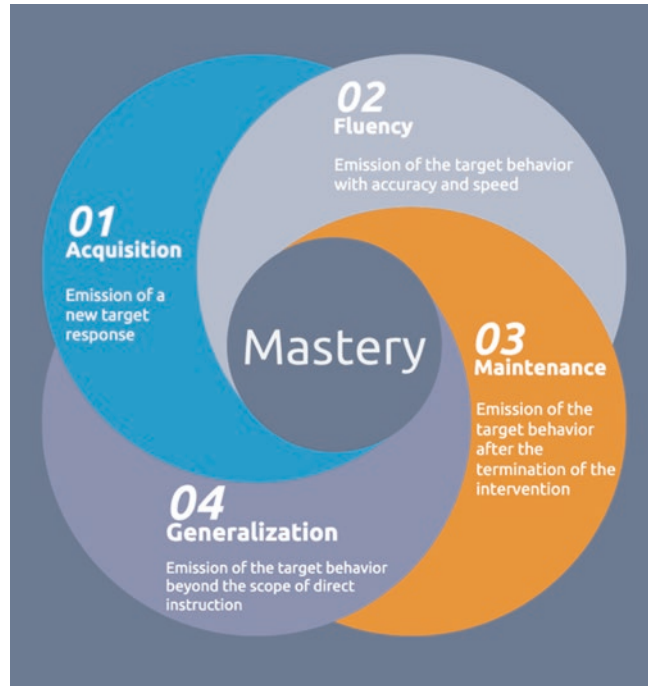 01
Acquisition
Emission of a
new target
response
02
Fluency
Emission of the target behavior
with accuracy and speed
03
Maintenance
Emission of the
target behavior
after the
termination of the
intervention
04
Generalization
Emission of the target behavior
beyond the scope of direct
instruction
Mastery